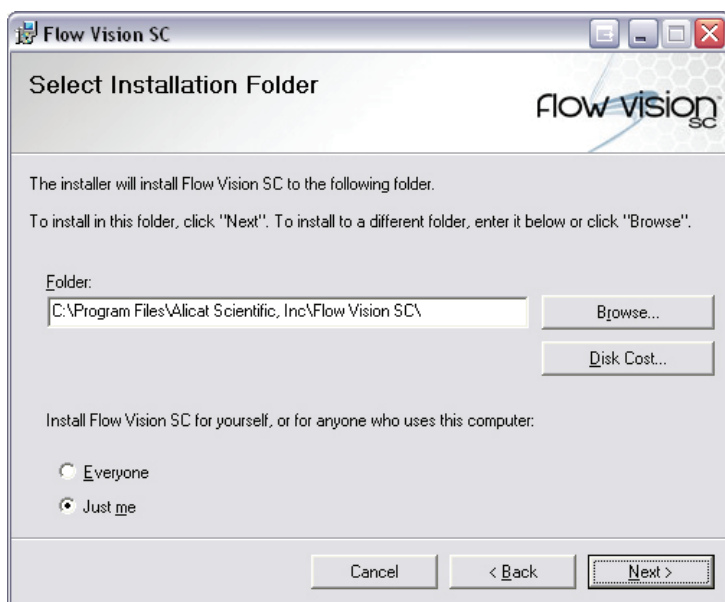 Flow Vision SC
Select Installation Folder
flow vision
SC
The installer will install Flow Vision SC to the following folder.
To install in this folder, click "Next". To install to a different folder, enter it below or click "Browse".
Folder:
C:\Program Files\Alicat Scientific, Inc\Flow Vision SC\
Browse...
Disk Cost...
Install Flow Vision SC for yourself, or for anyone who uses this computer:
Everyone
Just me
Cancel
< Back
Next >